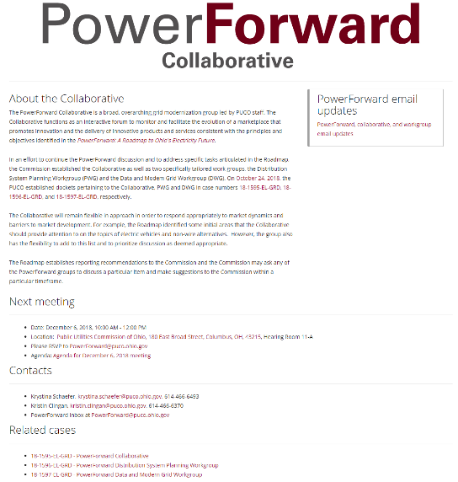 PowerForward
Collaborative
About the Collaborative
The PowerForward Collaborative is a broad, overarching grid modernization group led by PUCO staff. The
Collaborative functions as an interactive forum to monitor and facilitate the evolution of a marketplace that
promotes innovation and the delivery of innovative products and services consistent with the principles and
objectives identified in the PowerForward: A Roadmap to Ohio's Electricity Future.
In an effort to continue the PowerForward discussion and to address specific tasks articulated in the Roadmap,
the Commission established the Collaborative as well as two specifically tailored work groups, the Distribution
System Planning Workgroup (PWG) and the Data and Modern Grid Workgroup (DWG). On October 24, 2018, the
PUCO established dockets pertaining to the Collaborative, PWG and DWG in case numbers 18-1595-EL-GRD, 18-
1596-EL-GRD, and 18-1597-EL-GRD, respectively.
The Collaborative will remain flexible in approach in order to respond appropriately to market dynamics and
barriers to market development. For example, the Roadmap identified some initial areas that the Collaborative
should provide attention to on the topics of electric vehicles and non-wire alternatives. However, the group also
has the flexibility to add to this list and to prioritize discussion as deemed appropriate.
The Roadmap establishes reporting recommendations to the Commission and the Commission may ask any of
the PowerForward groups to discuss a particular item and make suggestions to the Commission within a
particular timeframe.
PowerForward email
updates
PowerForward, collaborative, and workgroup
email updates
Next meeting
Date: December 6, 2018, 10:00 AM - 12:00 PM
Location: Public Utilities Commission of Ohio, 180 East Broad Street, Columbus, OH, 43215, Hearing Room 11-A
Please RSVP to PowerForward@puco.ohio.gov
Agenda: Agenda for December 6, 2018 meeting
Contacts
Krystina Schaefer, krystina.schaefer@puco.ohio.gov, 614-466-6493
Kristin Clingan, kristin.clingan@puco.ohio.gov, 614-466-6370
PowerForward Inbox at PowerForward@puco.ohio.gov
Related cases
18-1595-EL-GRD - PowerForward Collaborative
18-1596-EL-GRD - PowerForward Distribution System Planning Workgroup
18-1597-EL-GRD - PowerForward Data and Modern Grid Workgroup